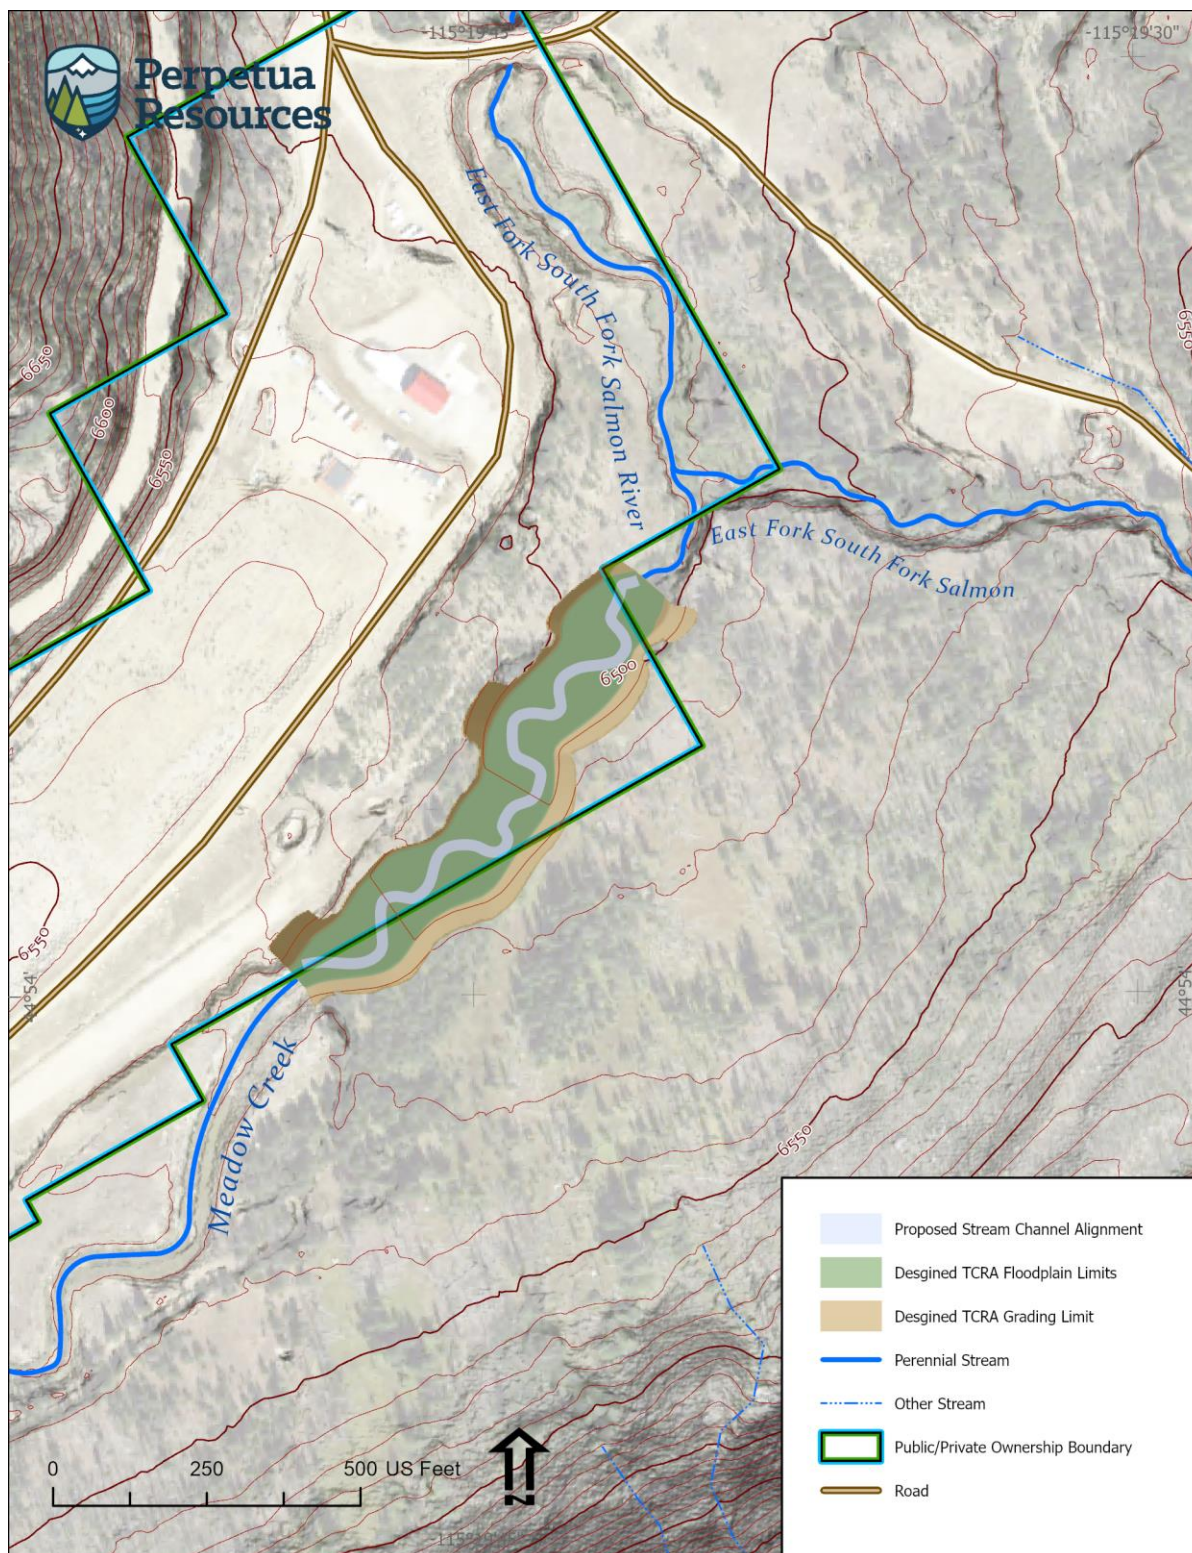 -115°19'45"
-115°19'30"
Perpetua
Resources
East Fork South Fork Salmon River
6550
6650
6600
6550
East Fork South Fork Salmon
6500
6550
44°54'
44°54'
Meadow Creek
6550
Proposed Stream Channel Alignment
Desgined TCRA Floodplain Limits
Desgined TCRA Grading Limit
Perennial Stream
Other Stream
Public/Private Ownership Boundary
Road
0 250 500 US Feet
N